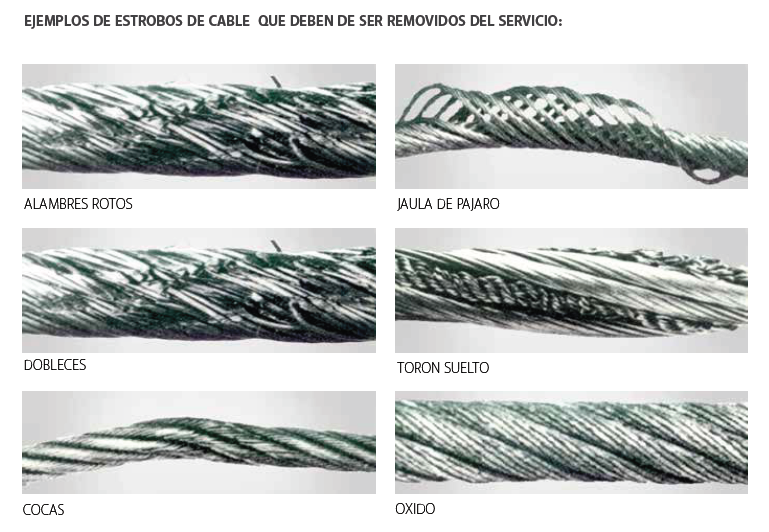 EJEMPLOS DE ESTROBOS DE CABLE QUE DEBEN DE SER REMOVIDOS DEL SERVICIO:
ALAMBRES ROTOS
JAULA DE PAJARO
DOBLECES
TORON SUELTO
COCAS
OXIDO